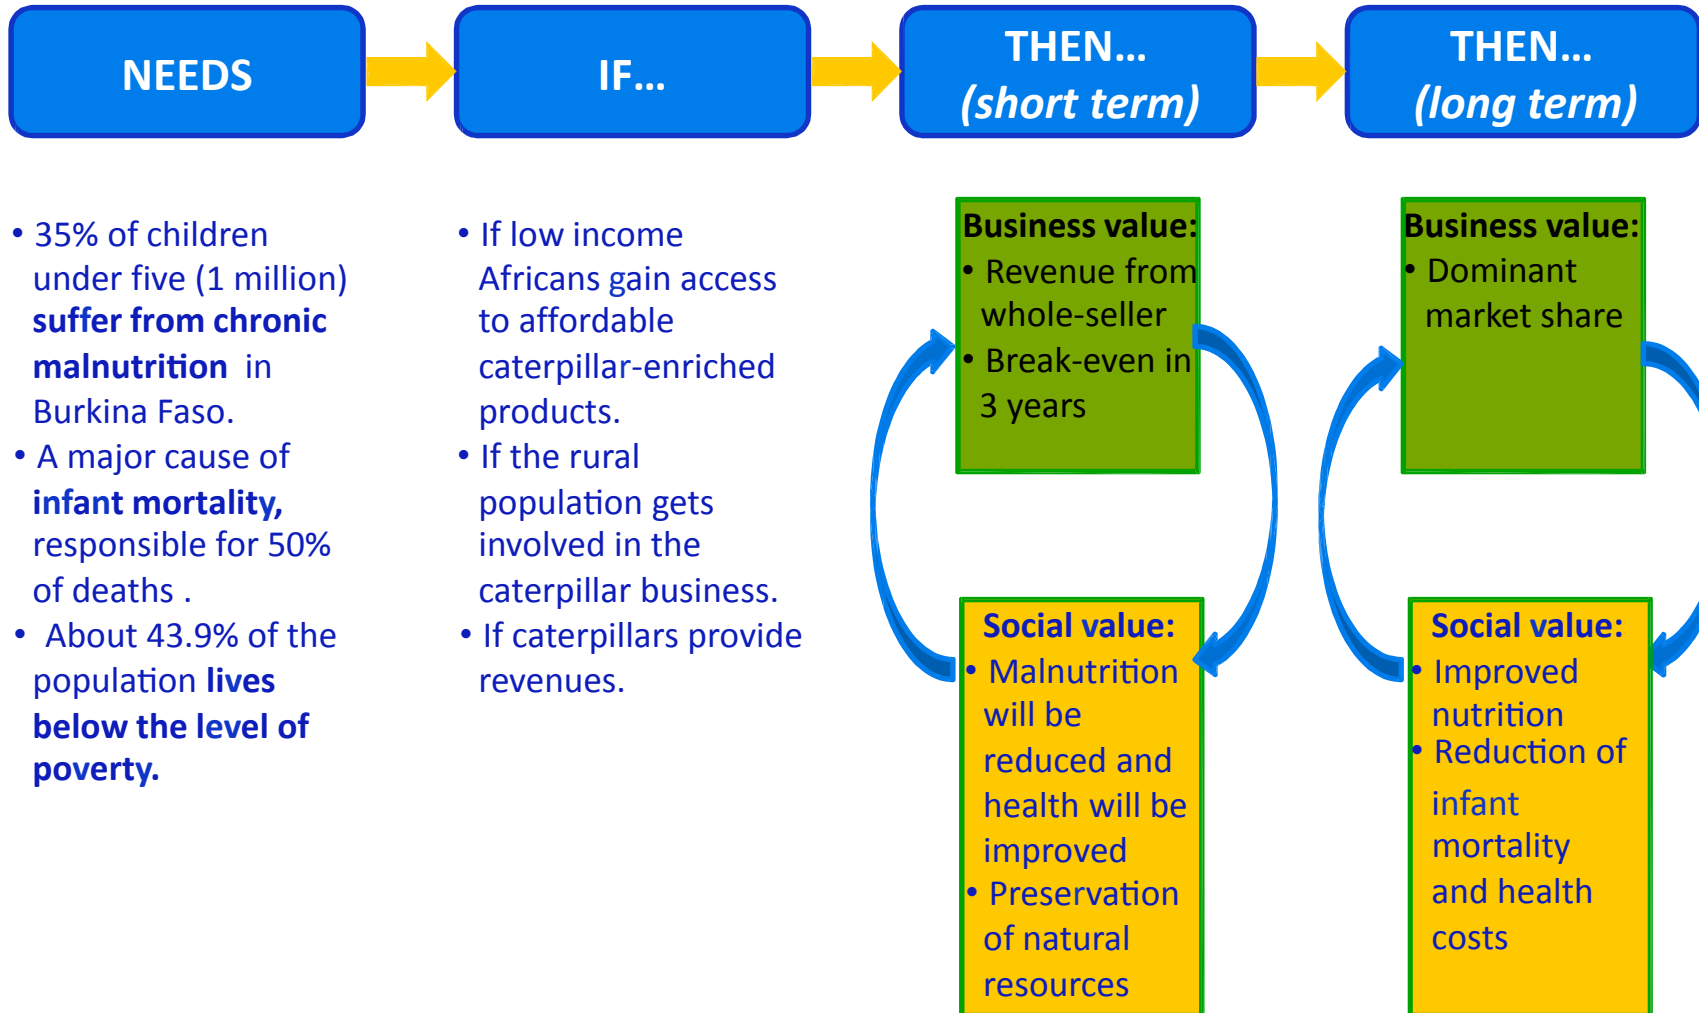 NEEDS
IF...
THEN...
(short term)
THEN...
(long term)
• 35% of children
under five (1 million)
suffer from chronic
malnutrition in
Burkina Faso.
• A major cause of
infant mortality,
responsible for 50%
of deaths .
• About 43.9% of the
population lives
below the level of
poverty.
• If low income
Africans gain access
to affordable
caterpillar-enriched
products.
• If the rural
population gets
involved in the
caterpillar business.
• If caterpillars provide
revenues.
Business value:
• Revenue from
whole-seller
• Break-even in
3 years
Social value:
• Malnutrition
will be
reduced and
health will be
improved
• Preservation
of natural
resources
Business value:
• Dominant
market share
Social value:
• Improved
nutrition
• Reduction of
infant
mortality
and health
costs